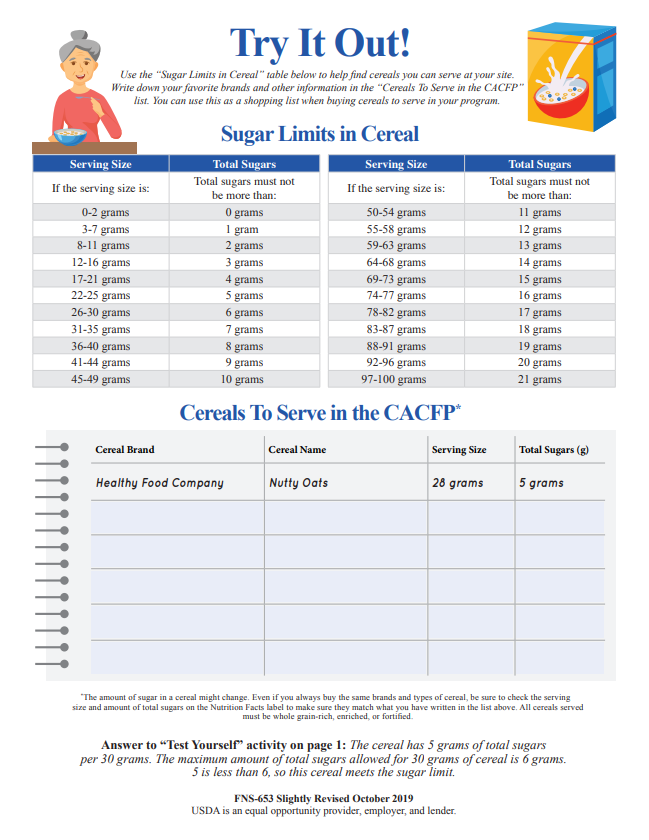 Try It Out!
Use the “Sugar Limits in Cereal” table below to help find cereals you can serve at your site.
Write down your favorite brands and other information in the “Cereals To Serve in the CACFP”
list. You can use this as a shopping list when buying cereals to serve in your program.
Sugar Limits in Cereal
Serving Size Total Sugars Serving Size Total Sugars
If the serving size is: Total sugars must not be more than: If the serving size is: Total sugars must not be more than:
0-2 grams 0 grams 50-54 grams 11 grams
3-7 grams 1 gram 55-58 grams 12 grams
8-11 grams 2 grams 59-63 grams 13 grams
12-16 grams 3 grams 64-68 grams 14 grams
17-21 grams 4 grams 69-73 grams 15 grams
22-25 grams 5 grams 74-77 grams 16 grams
26-30 grams 6 grams 78-82 grams 17 grams
31-35 grams 7 grams 83-87 grams 18 grams
36-40 grams 8 grams 88-91 grams 19 grams
41-44 grams 9 grams 92-96 grams 20 grams
45-49 grams 10 grams 97-100 grams 21 grams
Cereals To Serve in the CACFP*
Cereal Brand Cereal Name Serving Size Total Sugars (g)
Healthy Food Company Nutty Oats 28 grams 5 grams
*The amount of sugar in a cereal might change. Even if you always buy the same brands and types of cereal, be sure to check the serving
size and amount of total sugars on the Nutrition Facts label to make sure they match what you have written in the list above. All cereals served
must be whole grain-rich, enriched, or fortified.
Answer to “Test Yourself” activity on page 1: The cereal has 5 grams of total sugars
per 30 grams. The maximum amount of total sugars allowed for 30 grams of cereal is 6 grams.
5 is less than 6, so this cereal meets the sugar limit.
FNS-653 Slightly Revised October 2019
USDA is an equal opportunity provider, employer, and lender.